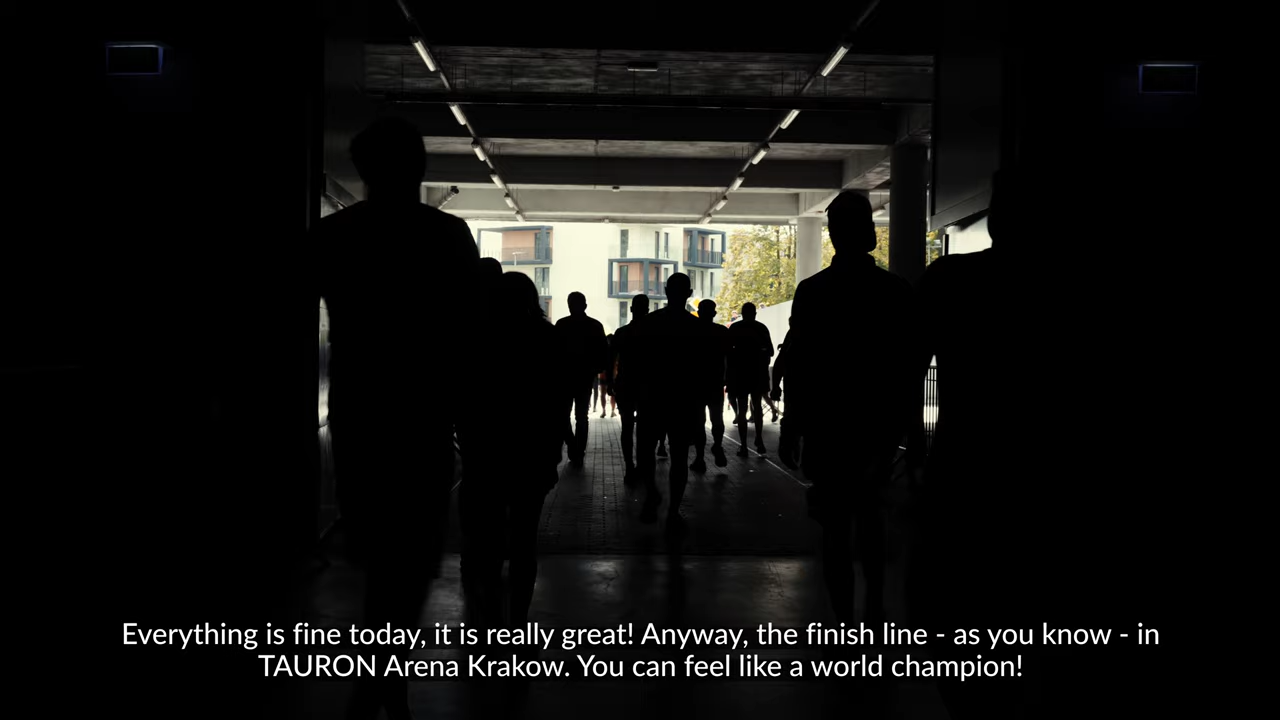 Everything is fine today, it is really great! Anyway, the finish line - as you know - in
TAURON Arena Krakow. You can feel like a world champion!